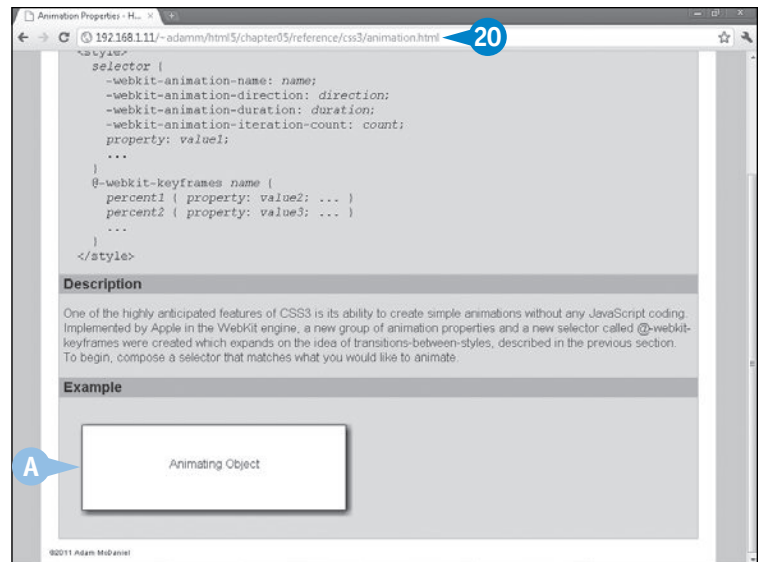 Animation Properties - H...
192.168.1.11/~adamm/html5/chapter05/reference/css3/animation.html
20
<style>
selector {
-webkit-animation-name: name;
-webkit-animation-direction: direction;
-webkit-animation-duration: duration;
-webkit-animation-iteration-count: count;
property: value1;
...
}
@-webkit-keyframes name {
percent1 { property: value2; ... }
percent2 { property: value3; ... }
...
}
</style>
Description
One of the highly anticipated features of CSS3 is its ability to create simple animations without any JavaScript coding.
Implemented by Apple in the WebKit engine, a new group of animation properties and a new selector called @-webkit-
keyframes were created which expands on the idea of transitions-between-styles, described in the previous section.
To begin, compose a selector that matches what you would like to animate.
Example
A
Animating Object
©2011 Adam McDaniel